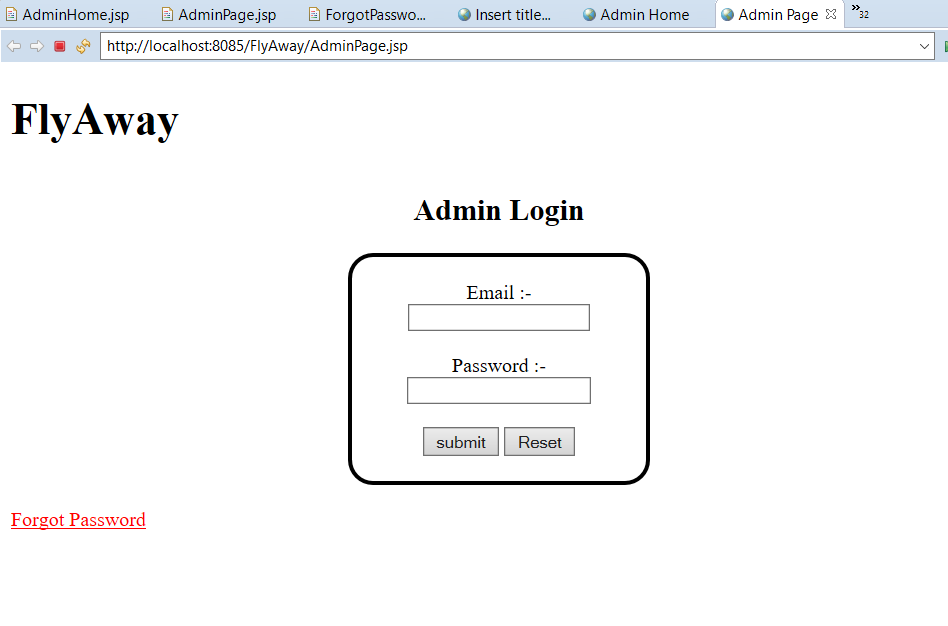 AdminHome.jsp AdminPage.jsp ForgotPasswo... Insert title... Admin Home Admin Page »32
http://localhost:8085/FlyAway/AdminPage.jsp
FlyAway
Admin Login
Email :-
Password :-
submit Reset
Forgot Password